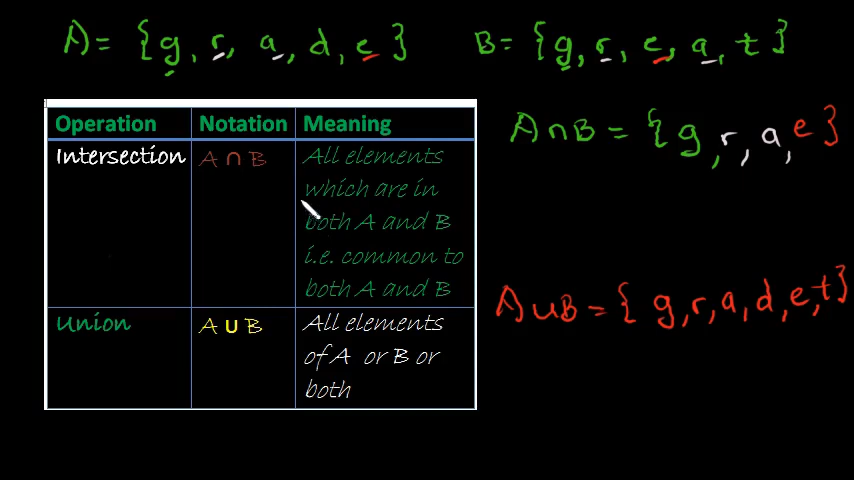 A = {g, r, a, d, e}
B = {g, r, e, a, t}
A∩B = {g, r, a, e}
Operation Notation Meaning
Intersection A ∩ B All elements
which are in
both A and B
i.e. common to
both A and B
A∪B = { g, r, a, d, e, t}
Union A ∪ B All elements
of A or B or
both